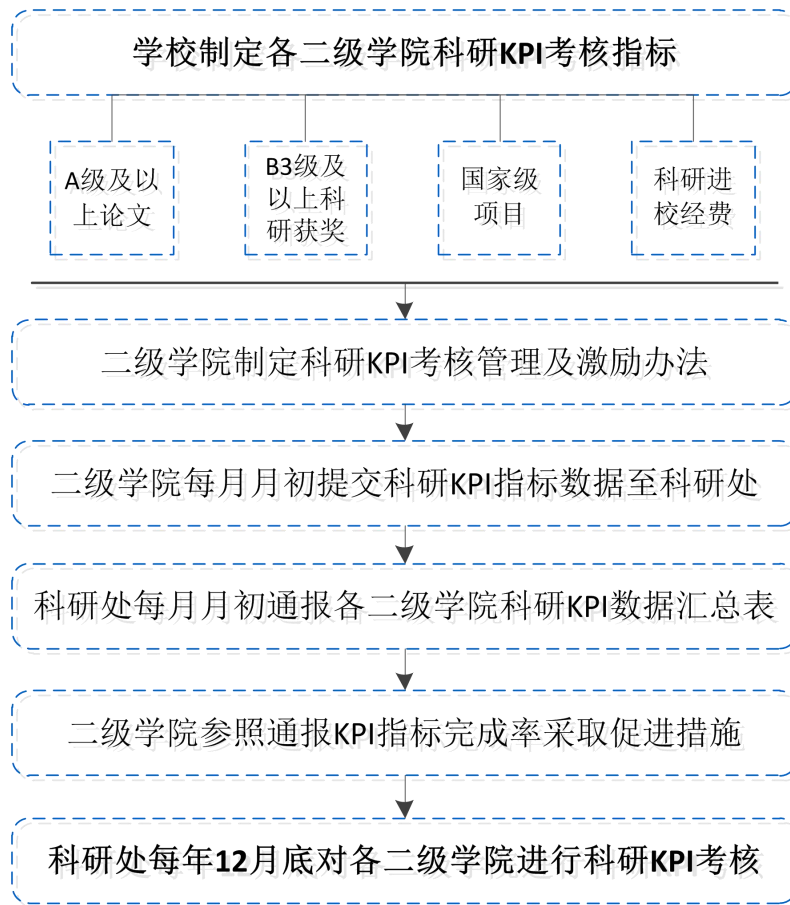 学校制定各二级学院科研KPI考核指标
A级及以
上论文
B3级及
以上科
研获奖
国家级
项目
科研进
校经费
二级学院制定科研KPI考核管理及激励办法
二级学院每月月初提交科研KPI指标数据至科研处
科研处每月月初通报各二级学院科研KPI数据汇总表
二级学院参照通报KPI指标完成率采取促进措施
科研处每年12月底对各二级学院进行科研KPI考核